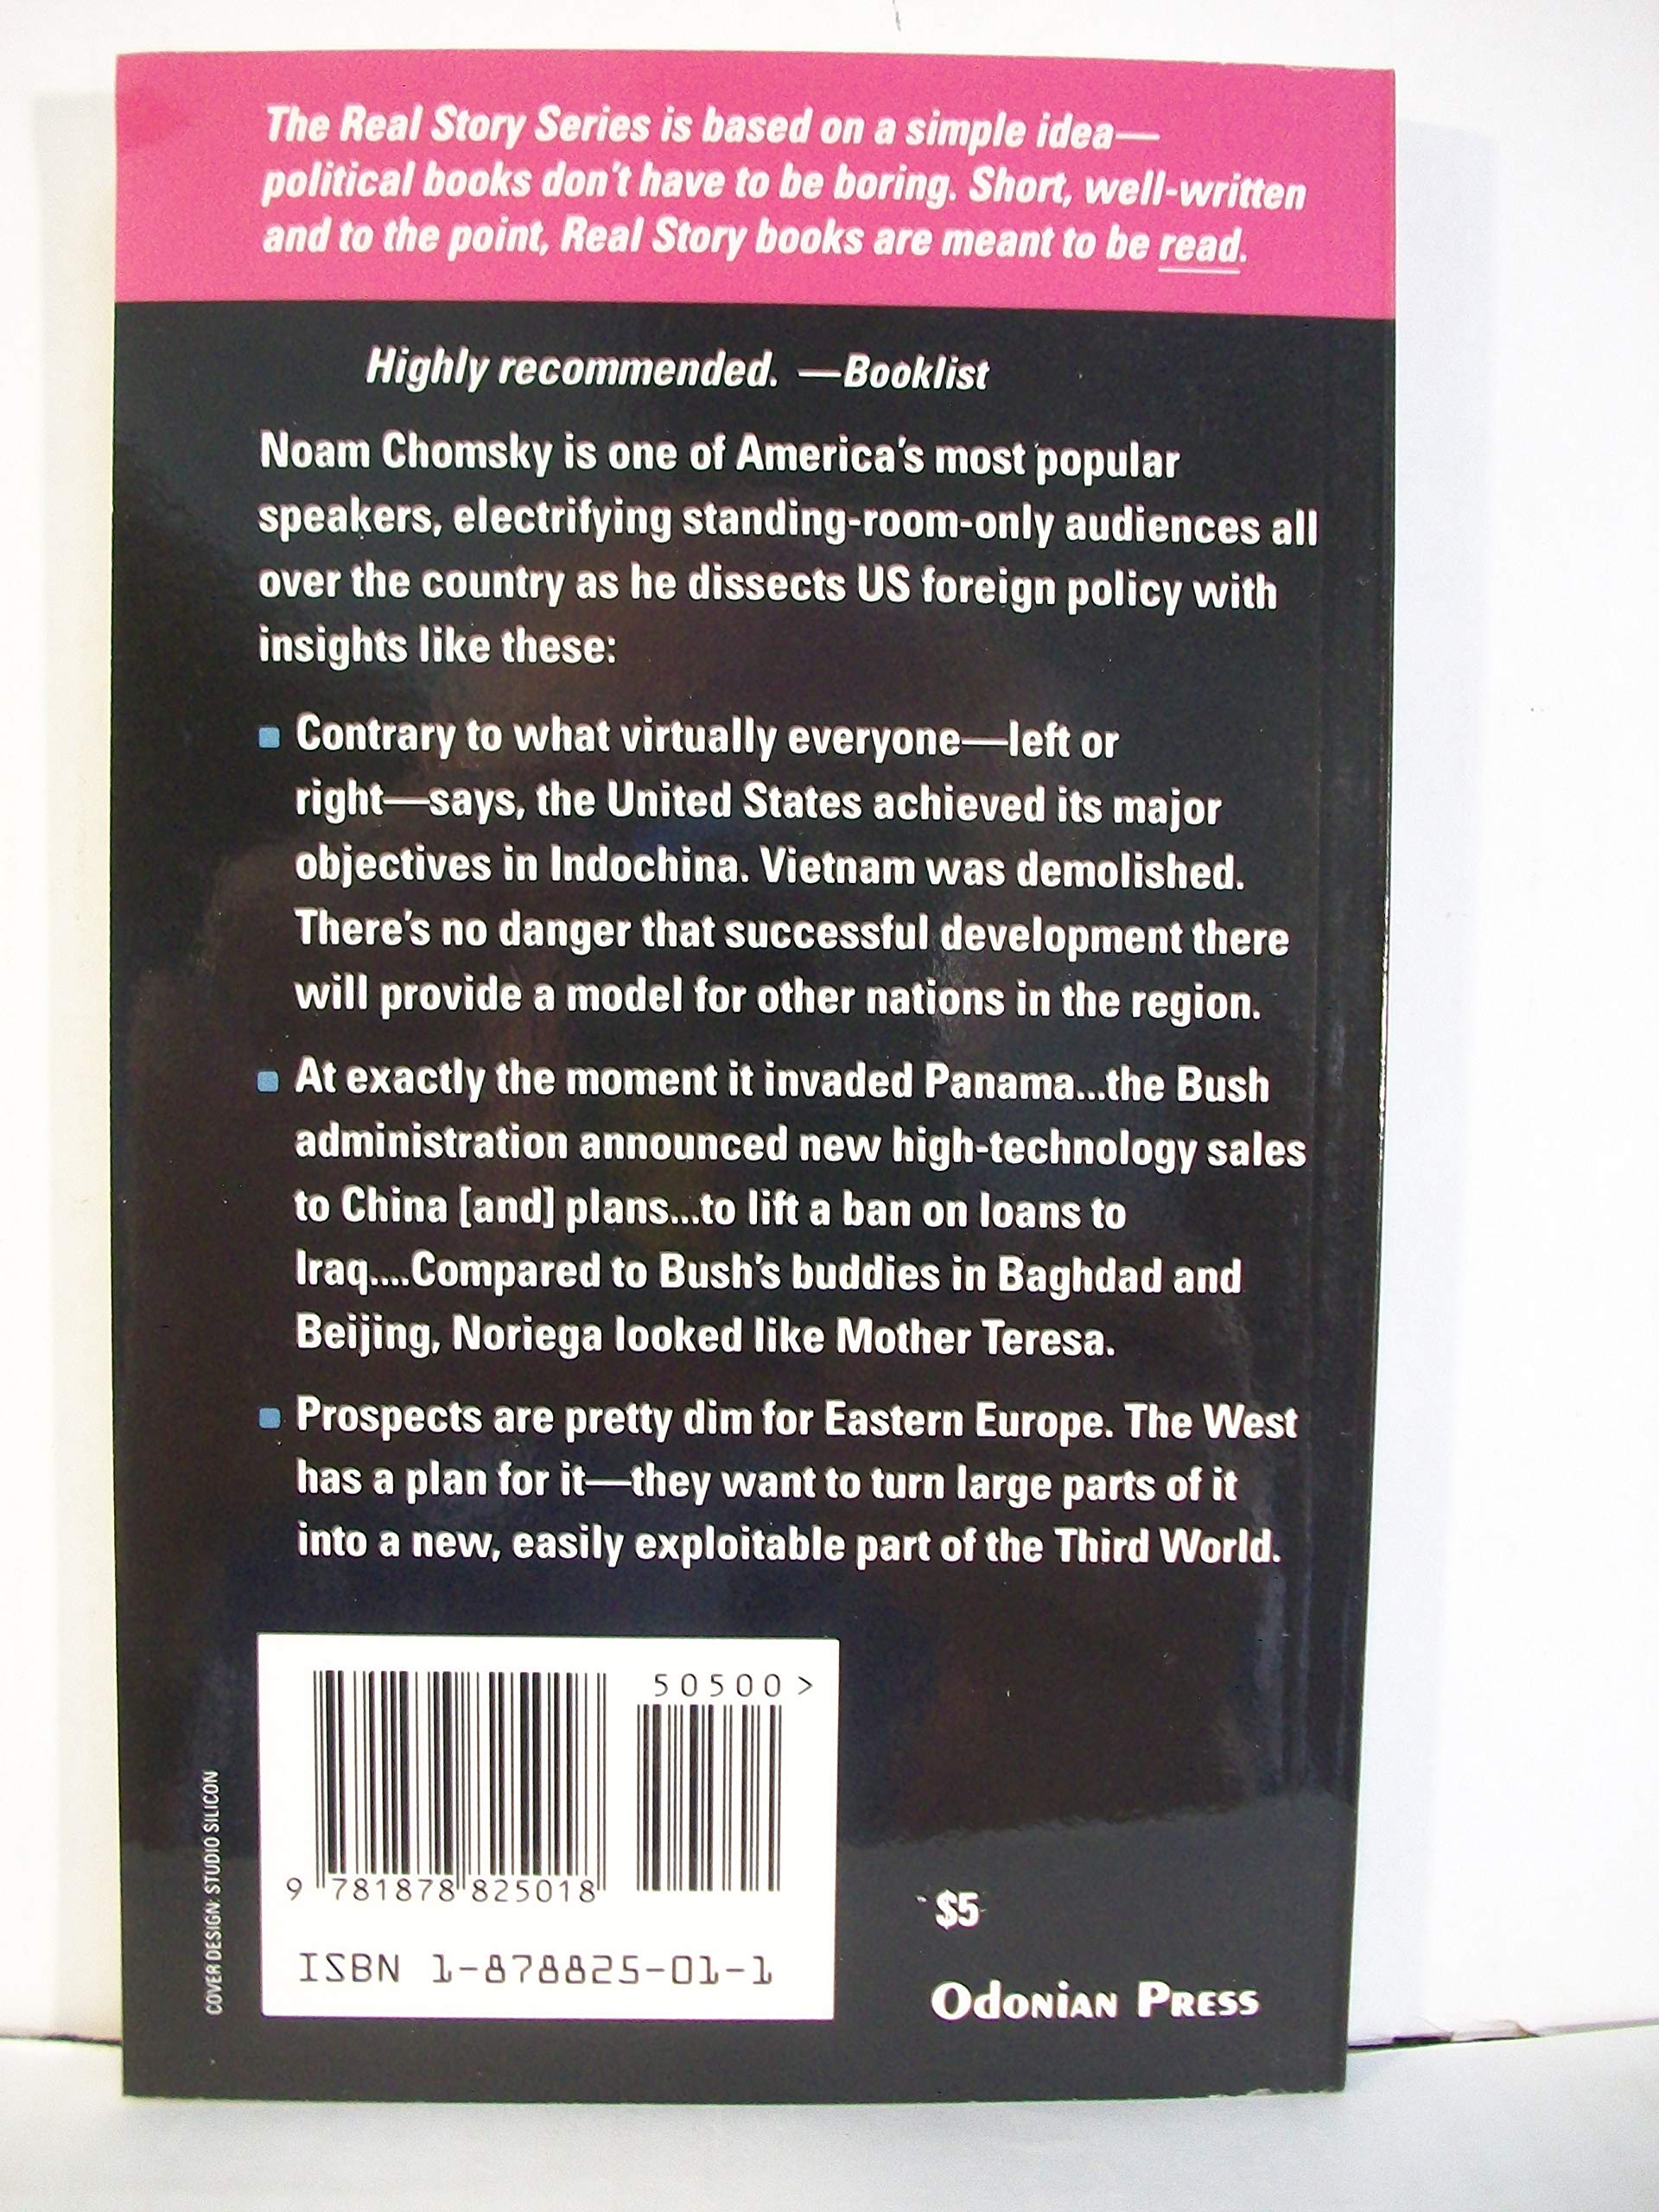 The Real Story Series is based on a simple idea—
political books don't have to be boring. Short, well-written
and to the point, Real Story books are meant to be read.
Highly recommended. —Booklist
Noam Chomsky is one of America's most popular
speakers, electrifying standing-room-only audiences all
over the country as he dissects US foreign policy with
insights like these:
Contrary to what virtually everyone—left or
right—says, the United States achieved its major
objectives in Indochina. Vietnam was demolished.
There's no danger that successful development there
will provide a model for other nations in the region.
At exactly the moment it invaded Panama...the Bush
administration announced new high-technology sales
to China [and] plans...to lift a ban on loans to
Iraq....Compared to Bush's buddies in Baghdad and
Beijing, Noriega looked like Mother Teresa.
Prospects are pretty dim for Eastern Europe. The West
has a plan for it—they want to turn large parts of it
into a new, easily exploitable part of the Third World.
50500>
9 781878 825018
ISBN 1-878825-01-1
COVER DESIGN: STUDIO SILICON
$5
Odonian Press